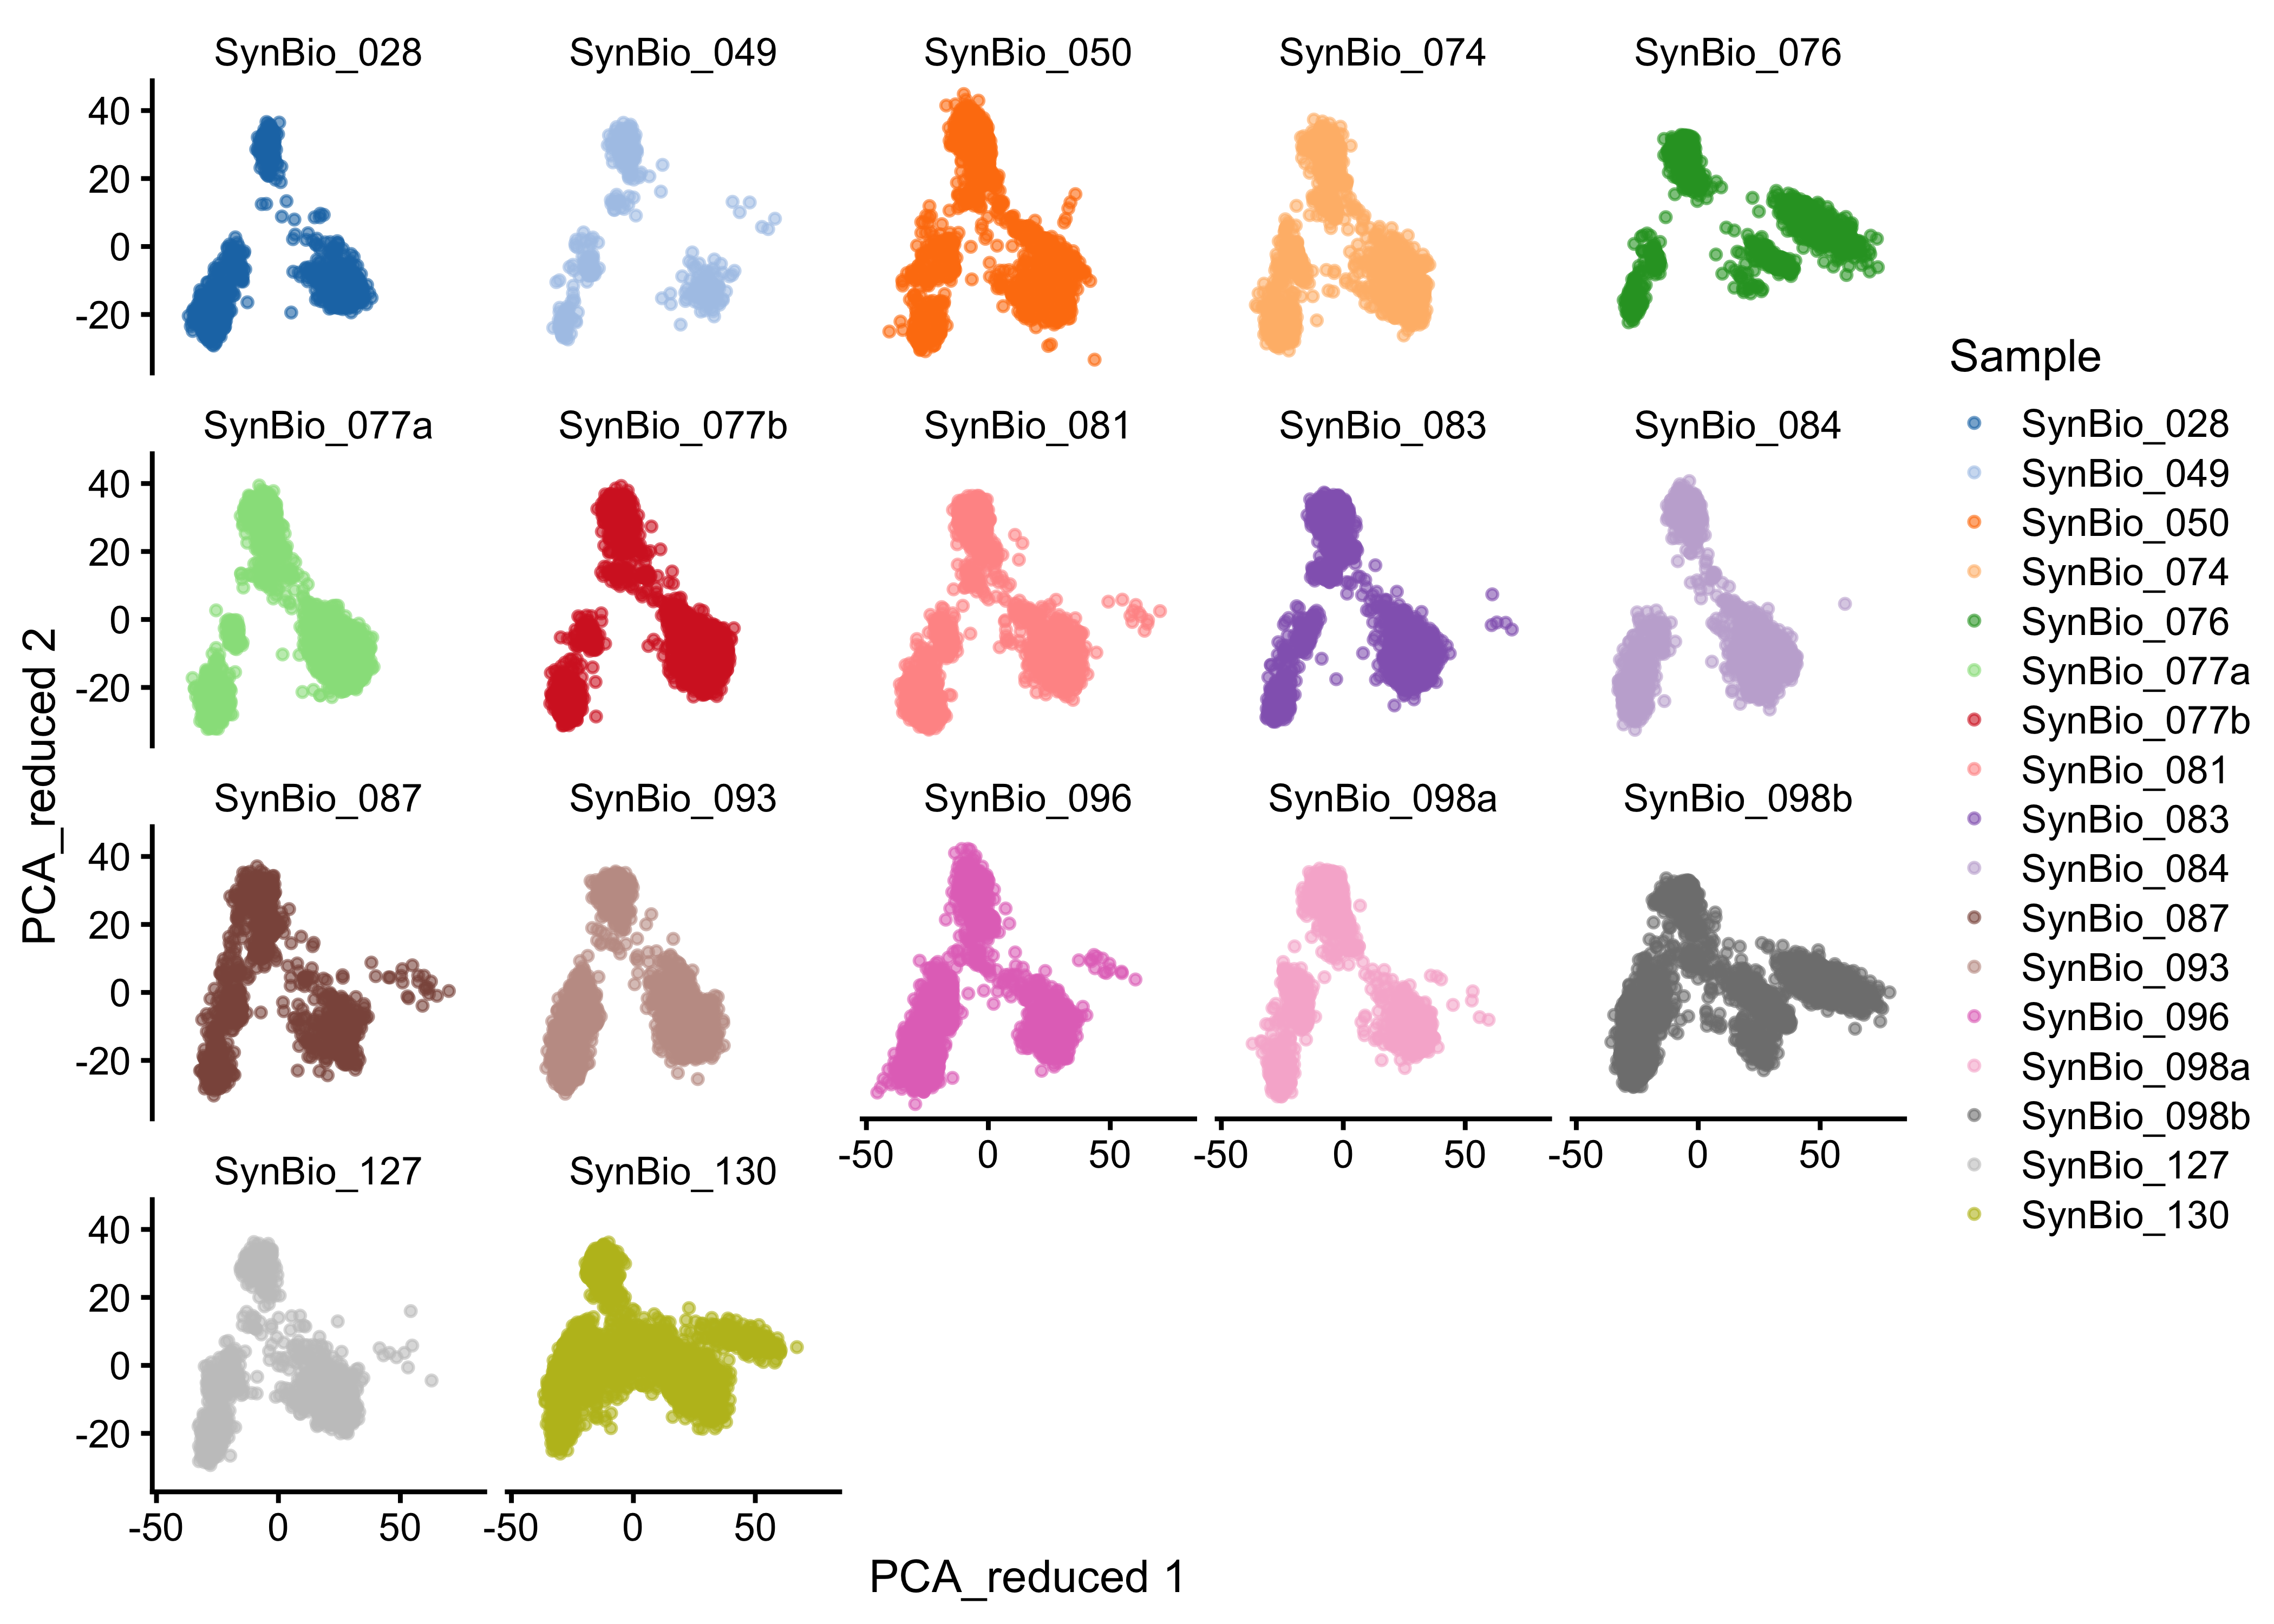 SynBio_028 SynBio_049 SynBio_050 SynBio_074 SynBio_076
40
20
0
-20
SynBio_077a SynBio_077b SynBio_081 SynBio_083 SynBio_084
40
20
0
-20
SynBio_087 SynBio_093 SynBio_096 SynBio_098a SynBio_098b
40
20
0
-20
-50 0 50 -50 0 50 -50 0 50
SynBio_127 SynBio_130
40
20
0
-20
-50 0 50 -50 0 50
PCA_reduced 1
PCA_reduced 2
Sample
SynBio_028
SynBio_049
SynBio_050
SynBio_074
SynBio_076
SynBio_077a
SynBio_077b
SynBio_081
SynBio_083
SynBio_084
SynBio_087
SynBio_093
SynBio_096
SynBio_098a
SynBio_098b
SynBio_127
SynBio_130